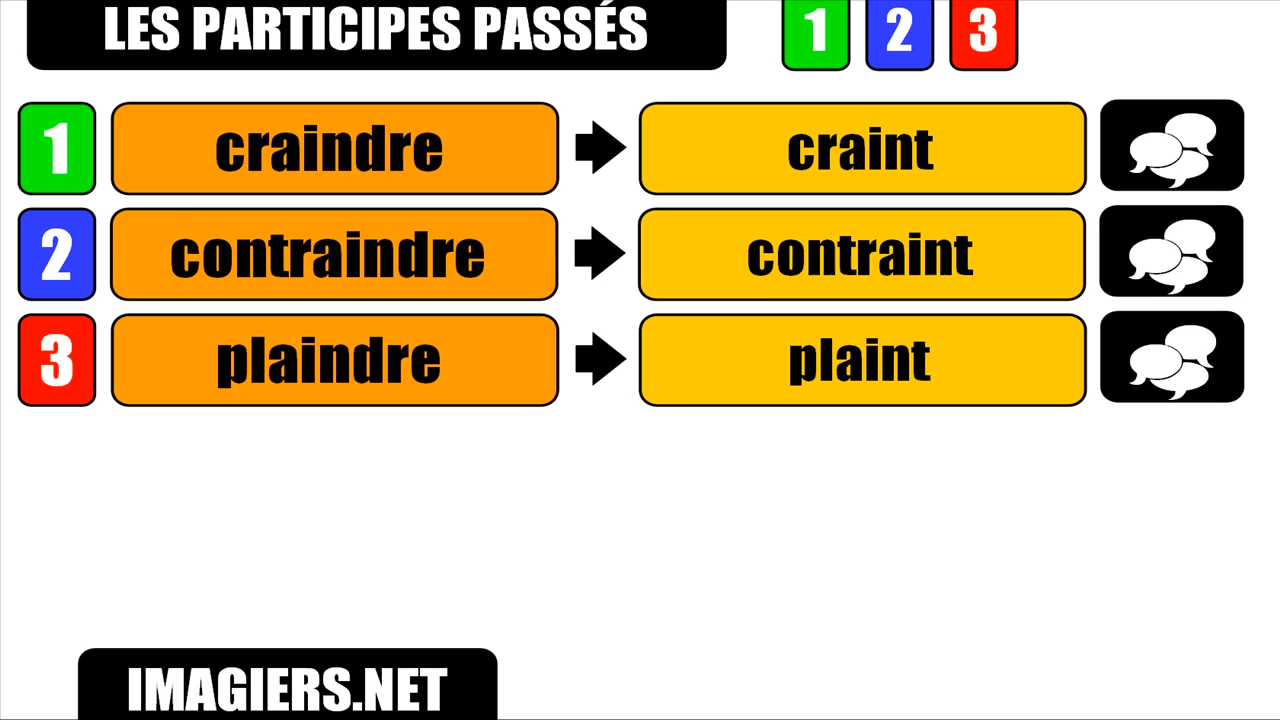 LES PARTICIPES PASSÉS 1 2 3
1 craindre craint
2 contraindre contraint
3 plaindre plaint
IMAGIERS.NET